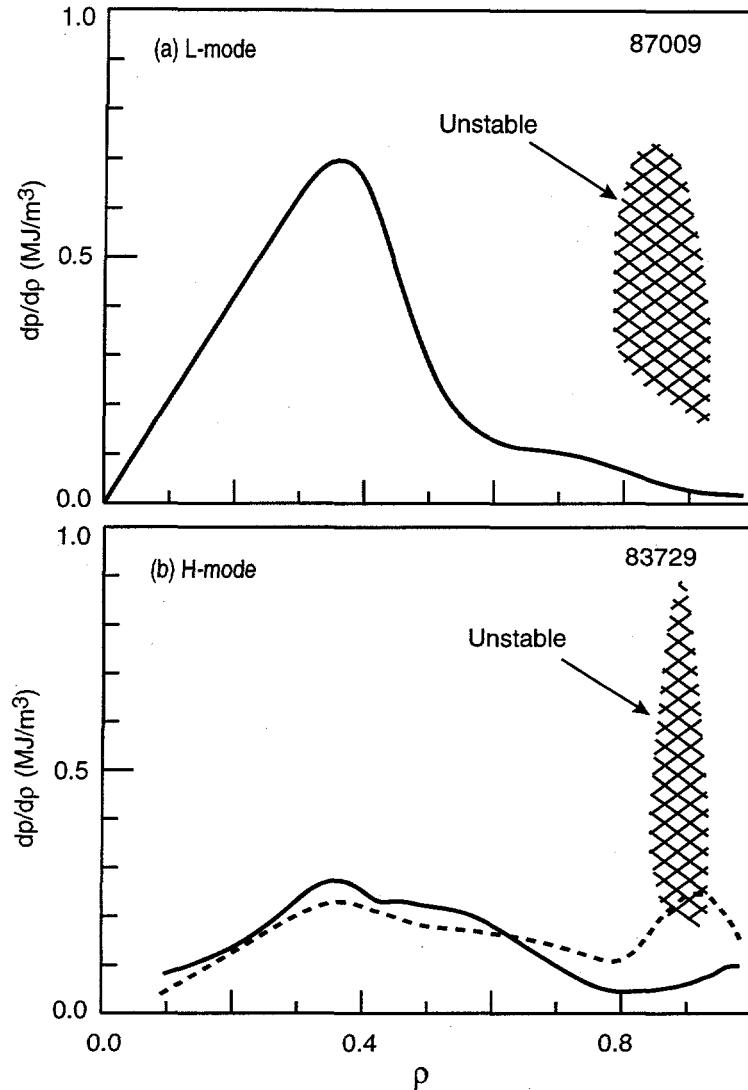 1.0
(a) L-mode
87009
Unstable
0.5
dp/dρ (MJ/m³)
0.0
1.0
(b) H-mode
83729
Unstable
0.5
dp/dρ (MJ/m³)
0.0
0.0
0.4
0.8
ρ